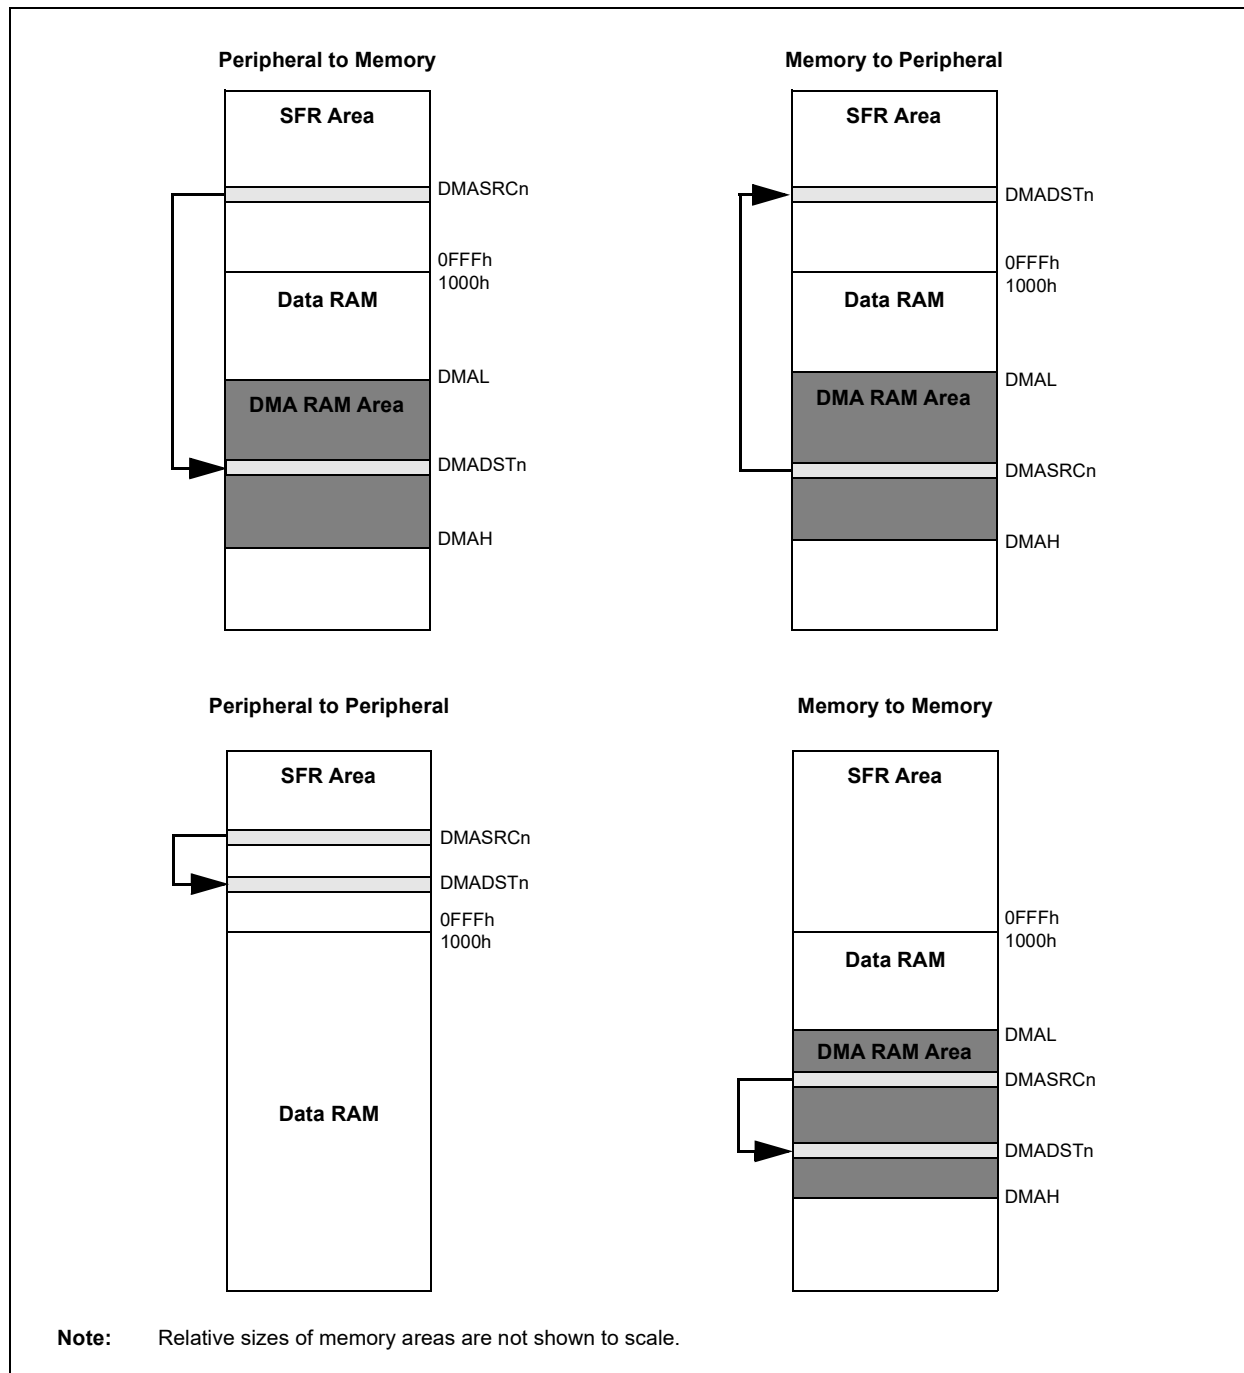 Peripheral to Memory
SFR Area
DMASRCn
0FFFh
1000h
Data RAM
DMAL
DMA RAM Area
DMADSTn
DMAH
Memory to Peripheral
SFR Area
DMADSTn
0FFFh
1000h
Data RAM
DMAL
DMA RAM Area
DMASRCn
DMAH
Peripheral to Peripheral
SFR Area
DMASRCn
DMADSTn
0FFFh
1000h
Data RAM
Memory to Memory
SFR Area
0FFFh
1000h
Data RAM
DMAL
DMA RAM Area
DMASRCn
DMADSTn
DMAH
Note: Relative sizes of memory areas are not shown to scale.